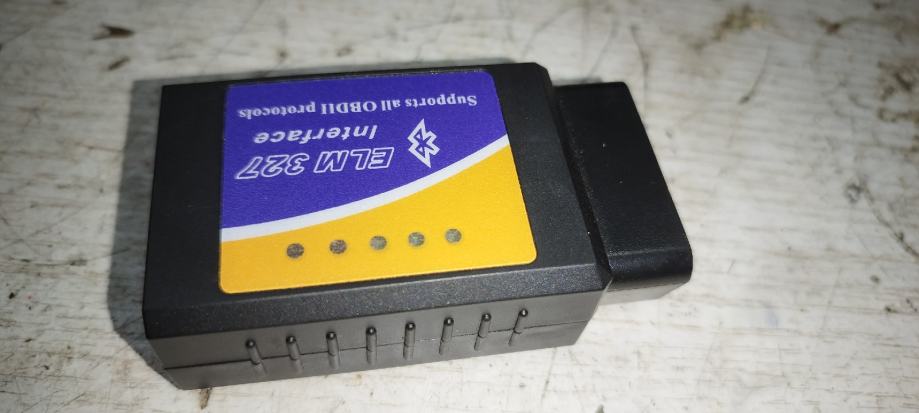 ELM 327
Interface
Supports all OBDII protocols